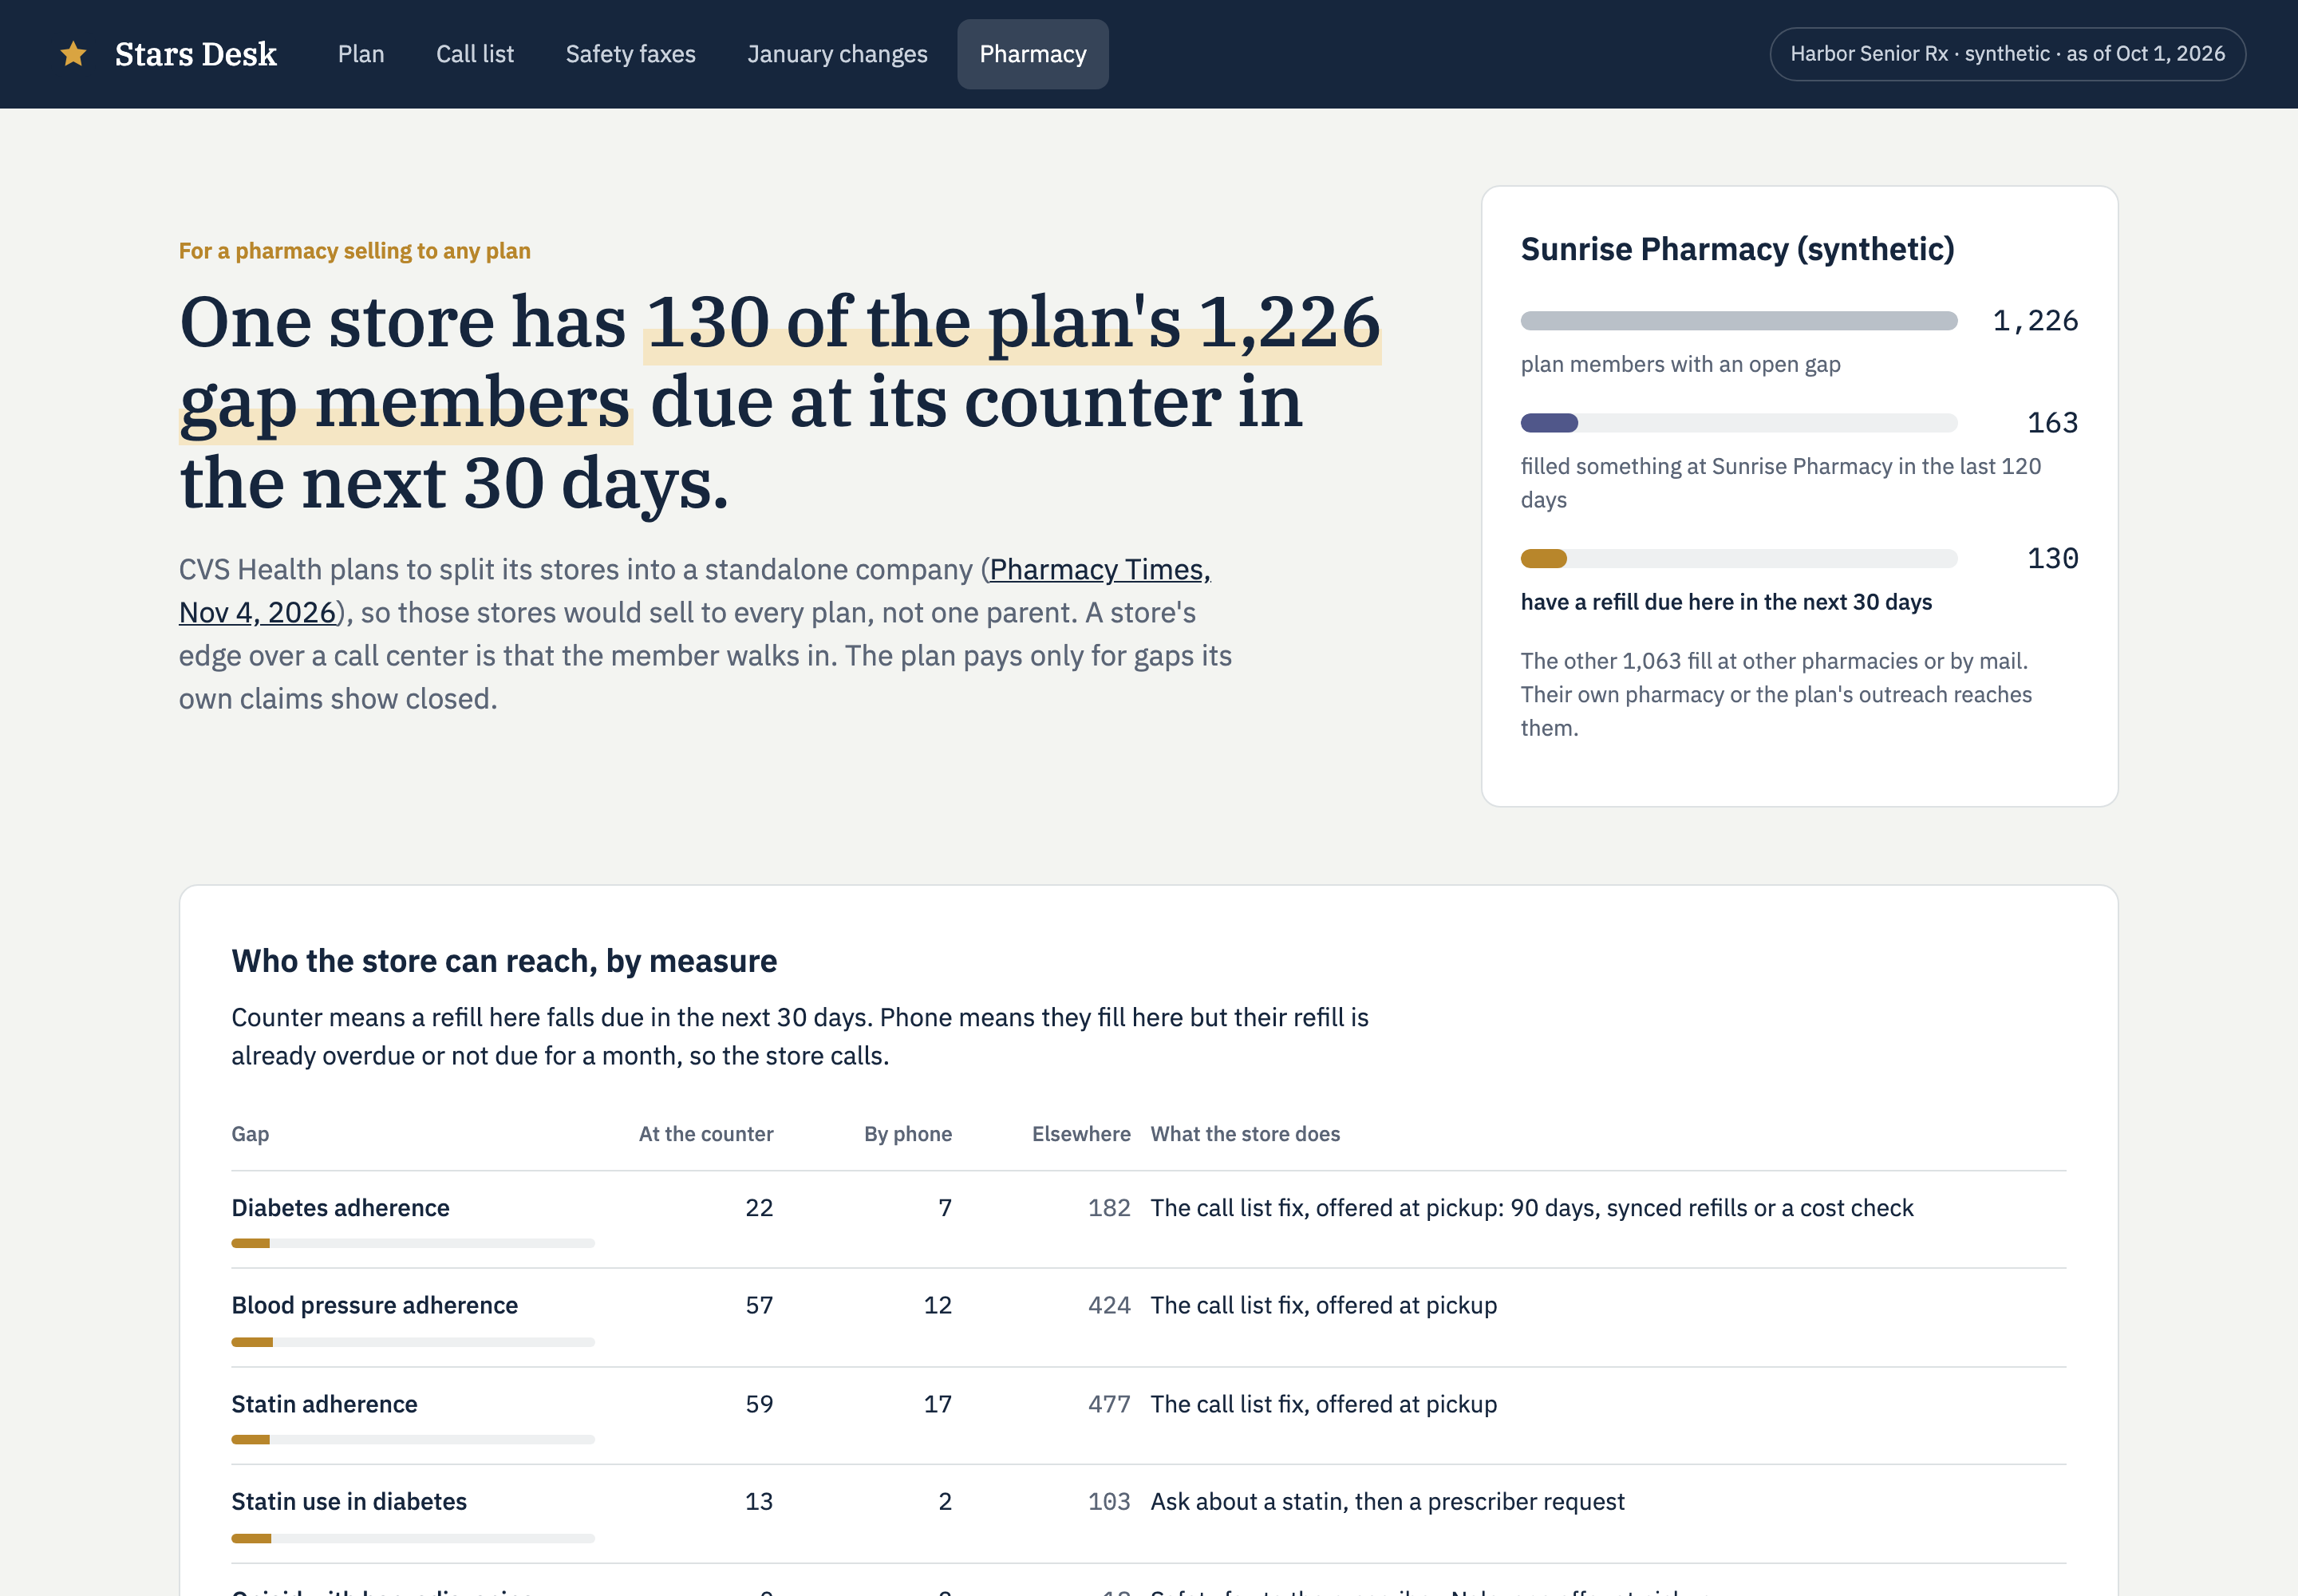 Stars Desk
Plan
Call list
Safety faxes
January changes
Pharmacy
Harbor Senior Rx · synthetic · as of Oct 1, 2026
For a pharmacy selling to any plan
One store has 130 of the plan's 1,226
gap members due at its counter in
the next 30 days.
CVS Health plans to split its stores into a standalone company (Pharmacy Times,
Nov 4, 2026), so those stores would sell to every plan, not one parent. A store's
edge over a call center is that the member walks in. The plan pays only for gaps its
own claims show closed.
Sunrise Pharmacy (synthetic)
1,226
plan members with an open gap
163
filled something at Sunrise Pharmacy in the last 120
days
130
have a refill due here in the next 30 days
The other 1,063 fill at other pharmacies or by mail.
Their own pharmacy or the plan's outreach reaches
them.
Who the store can reach, by measure
Counter means a refill here falls due in the next 30 days. Phone means they fill here but their refill is
already overdue or not due for a month, so the store calls.
Gap At the counter By phone Elsewhere What the store does
Diabetes adherence 22 7 182 The call list fix, offered at pickup: 90 days, synced refills or a cost check
Blood pressure adherence 57 12 424 The call list fix, offered at pickup
Statin adherence 59 17 477 The call list fix, offered at pickup
Statin use in diabetes 13 2 103 Ask about a statin, then a prescriber request